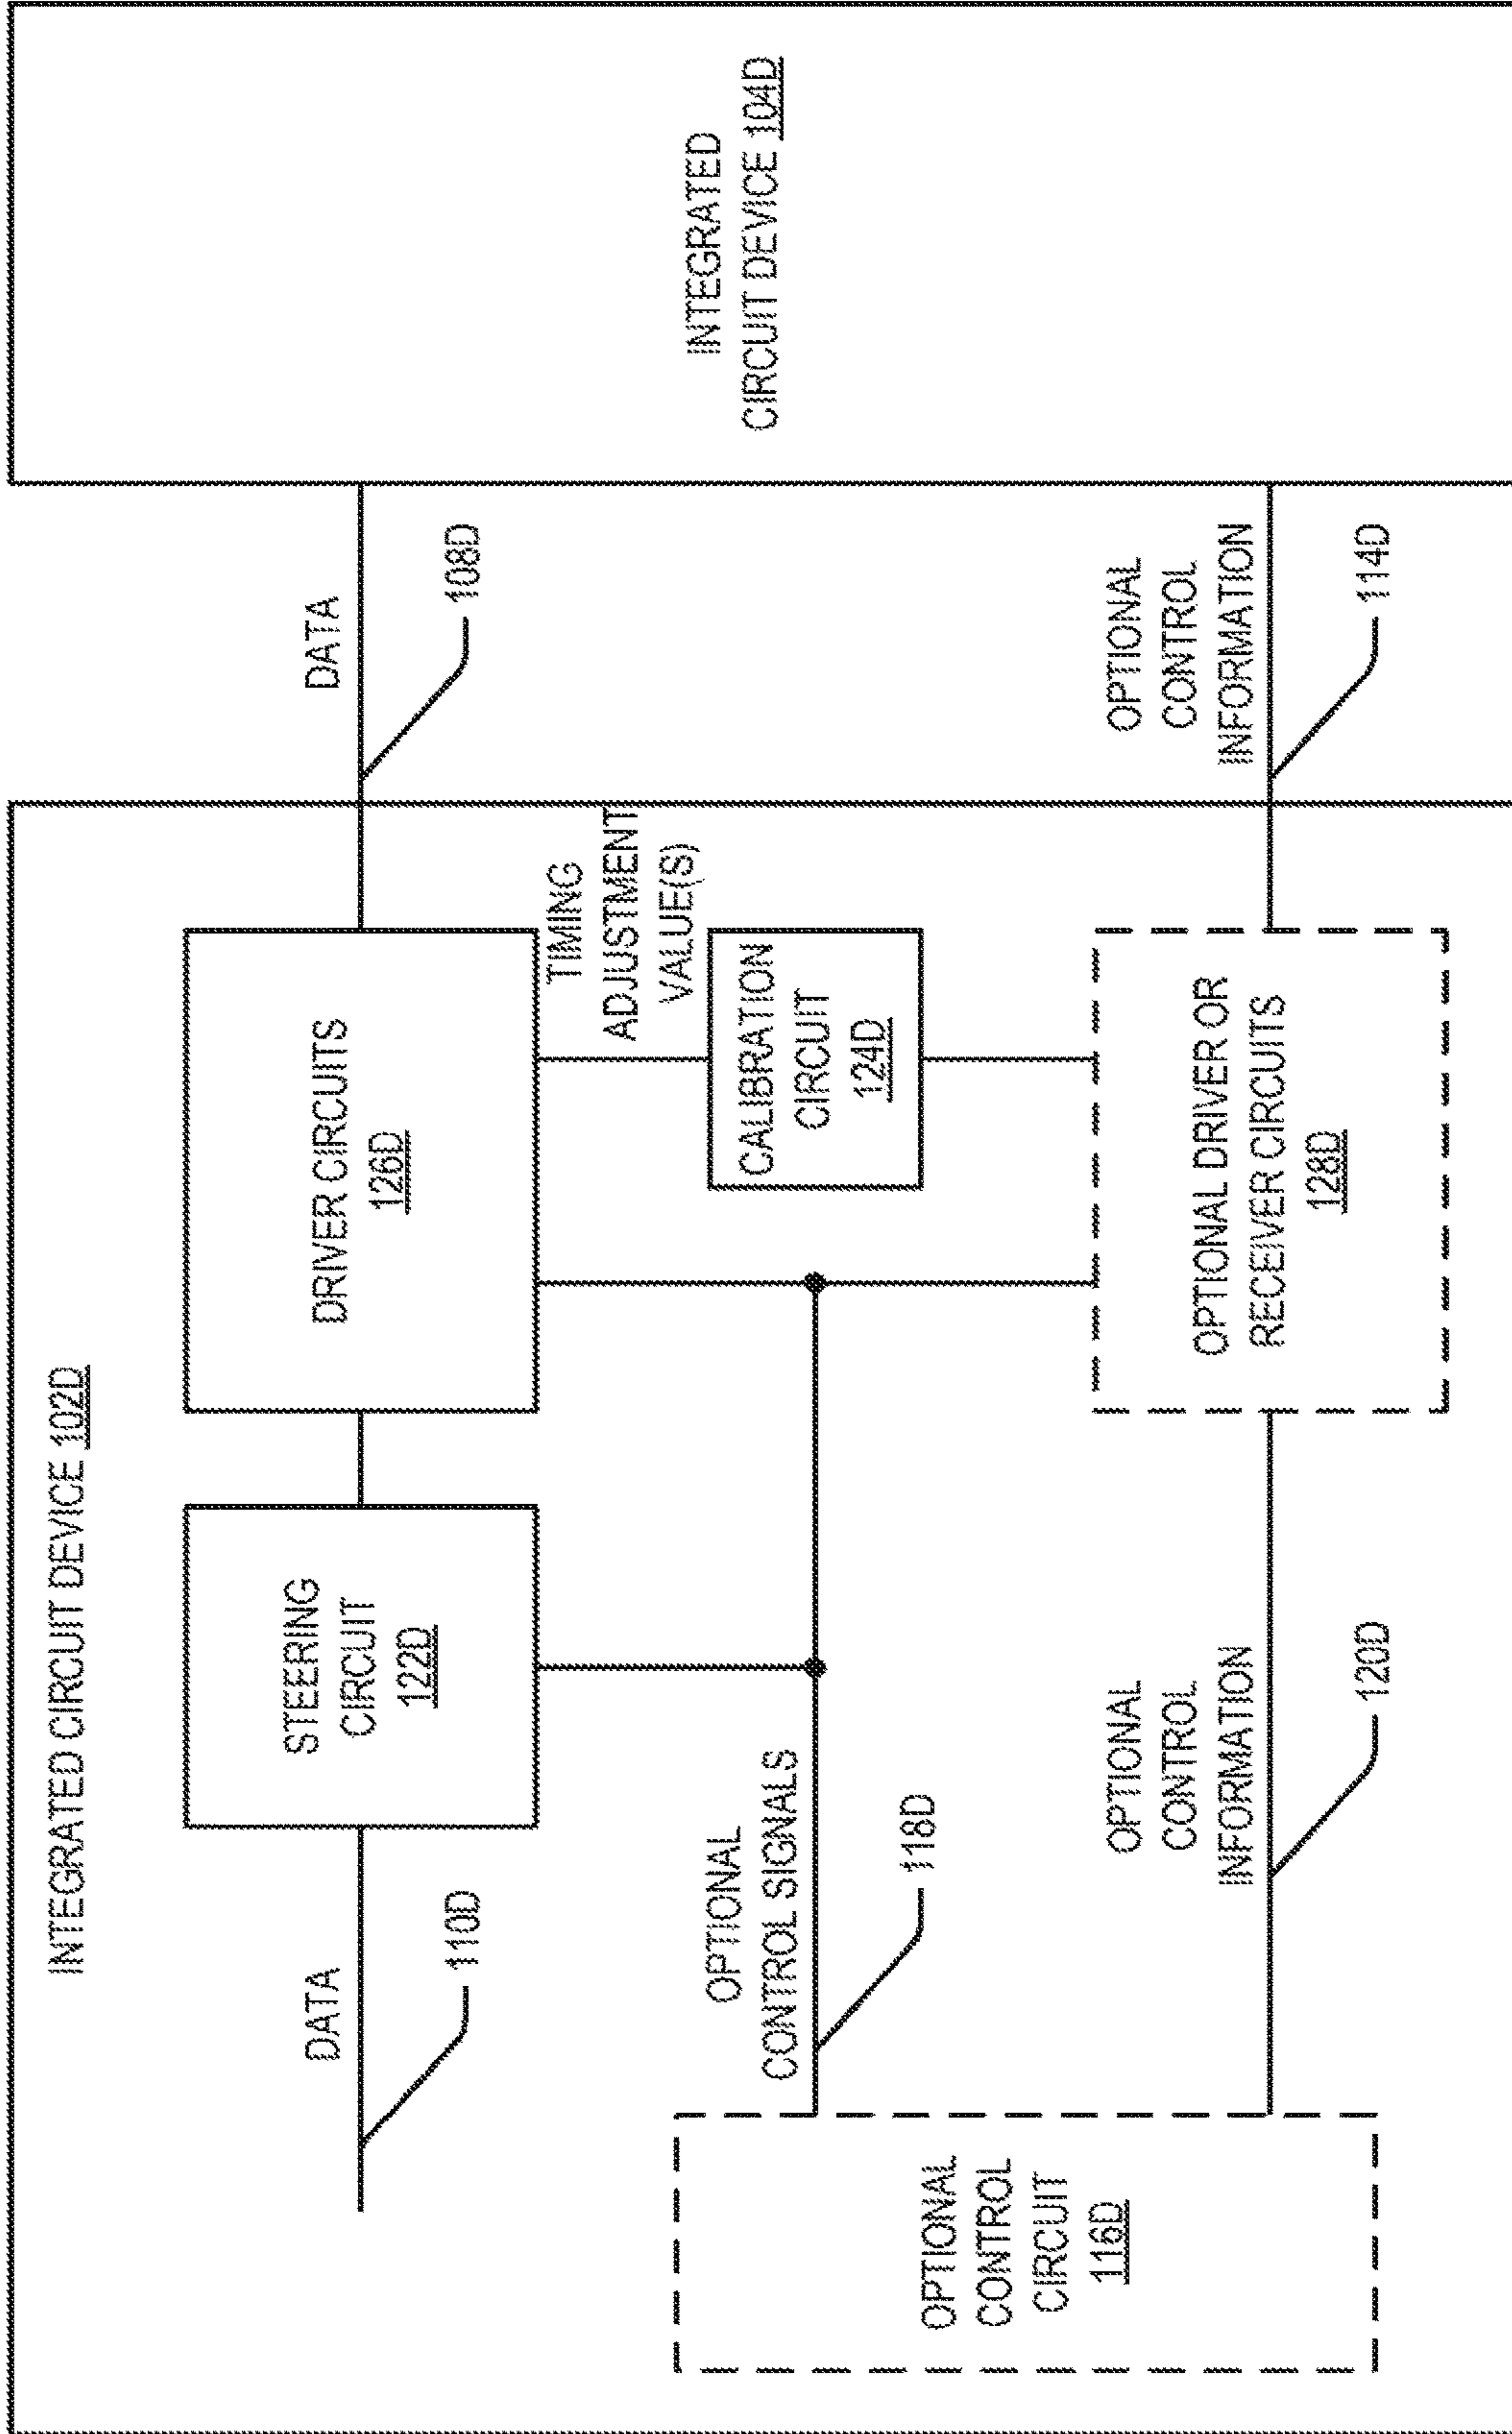 INTEGRATED CIRCUIT DEVICE 102D
DATA
110D
STEERING
CIRCUIT
122D
DRIVER CIRCUITS
126D
DATA
108D
TIMING
ADJUSTMENT
VALUE(S)
OPTIONAL
CONTROL SIGNALS
118D
CALIBRATION
CIRCUIT
124D
INTEGRATED
CIRCUIT DEVICE 104D
OPTIONAL
CONTROL
CIRCUIT
116D
OPTIONAL
CONTROL
INFORMATION
120D
OPTIONAL DRIVER OR
RECEIVER CIRCUITS
128D
OPTIONAL
CONTROL
INFORMATION
114D